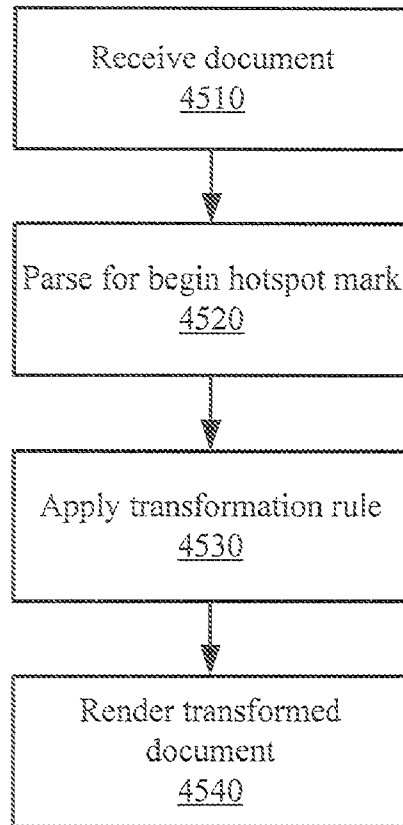 Receive document
4510
Parse for begin hotspot mark
4520
Apply transformation rule
4530
Render transformed
document
4540